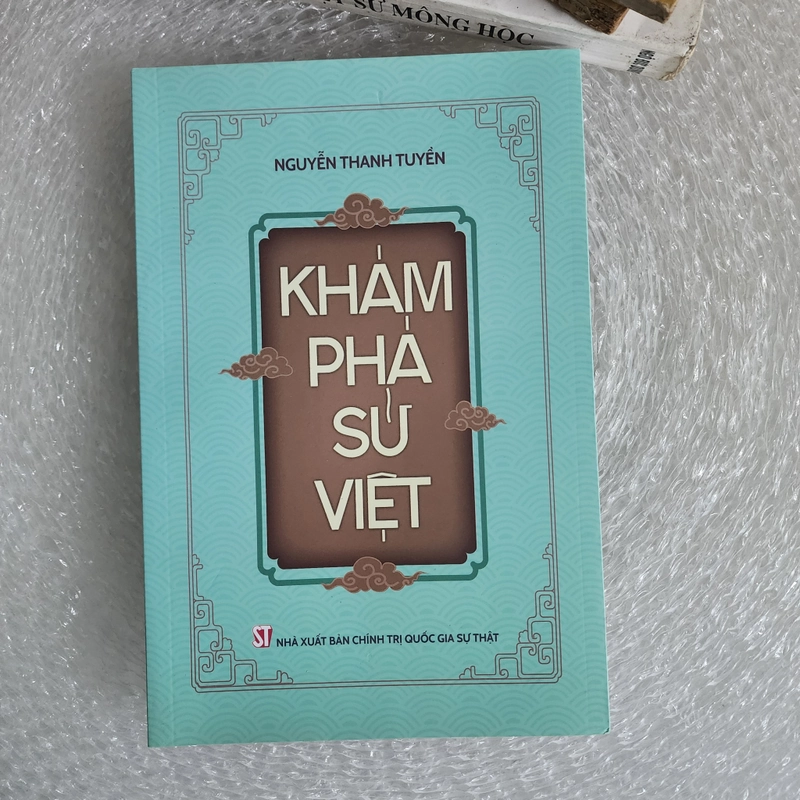 SỬ MÔNG HỌC
NGUYỄN THANH TUYỀN
KHÁM
PHÁ
SỬ
VIỆT
ST NHÀ XUẤT BẢN CHÍNH TRỊ QUỐC GIA SỰ THẬT